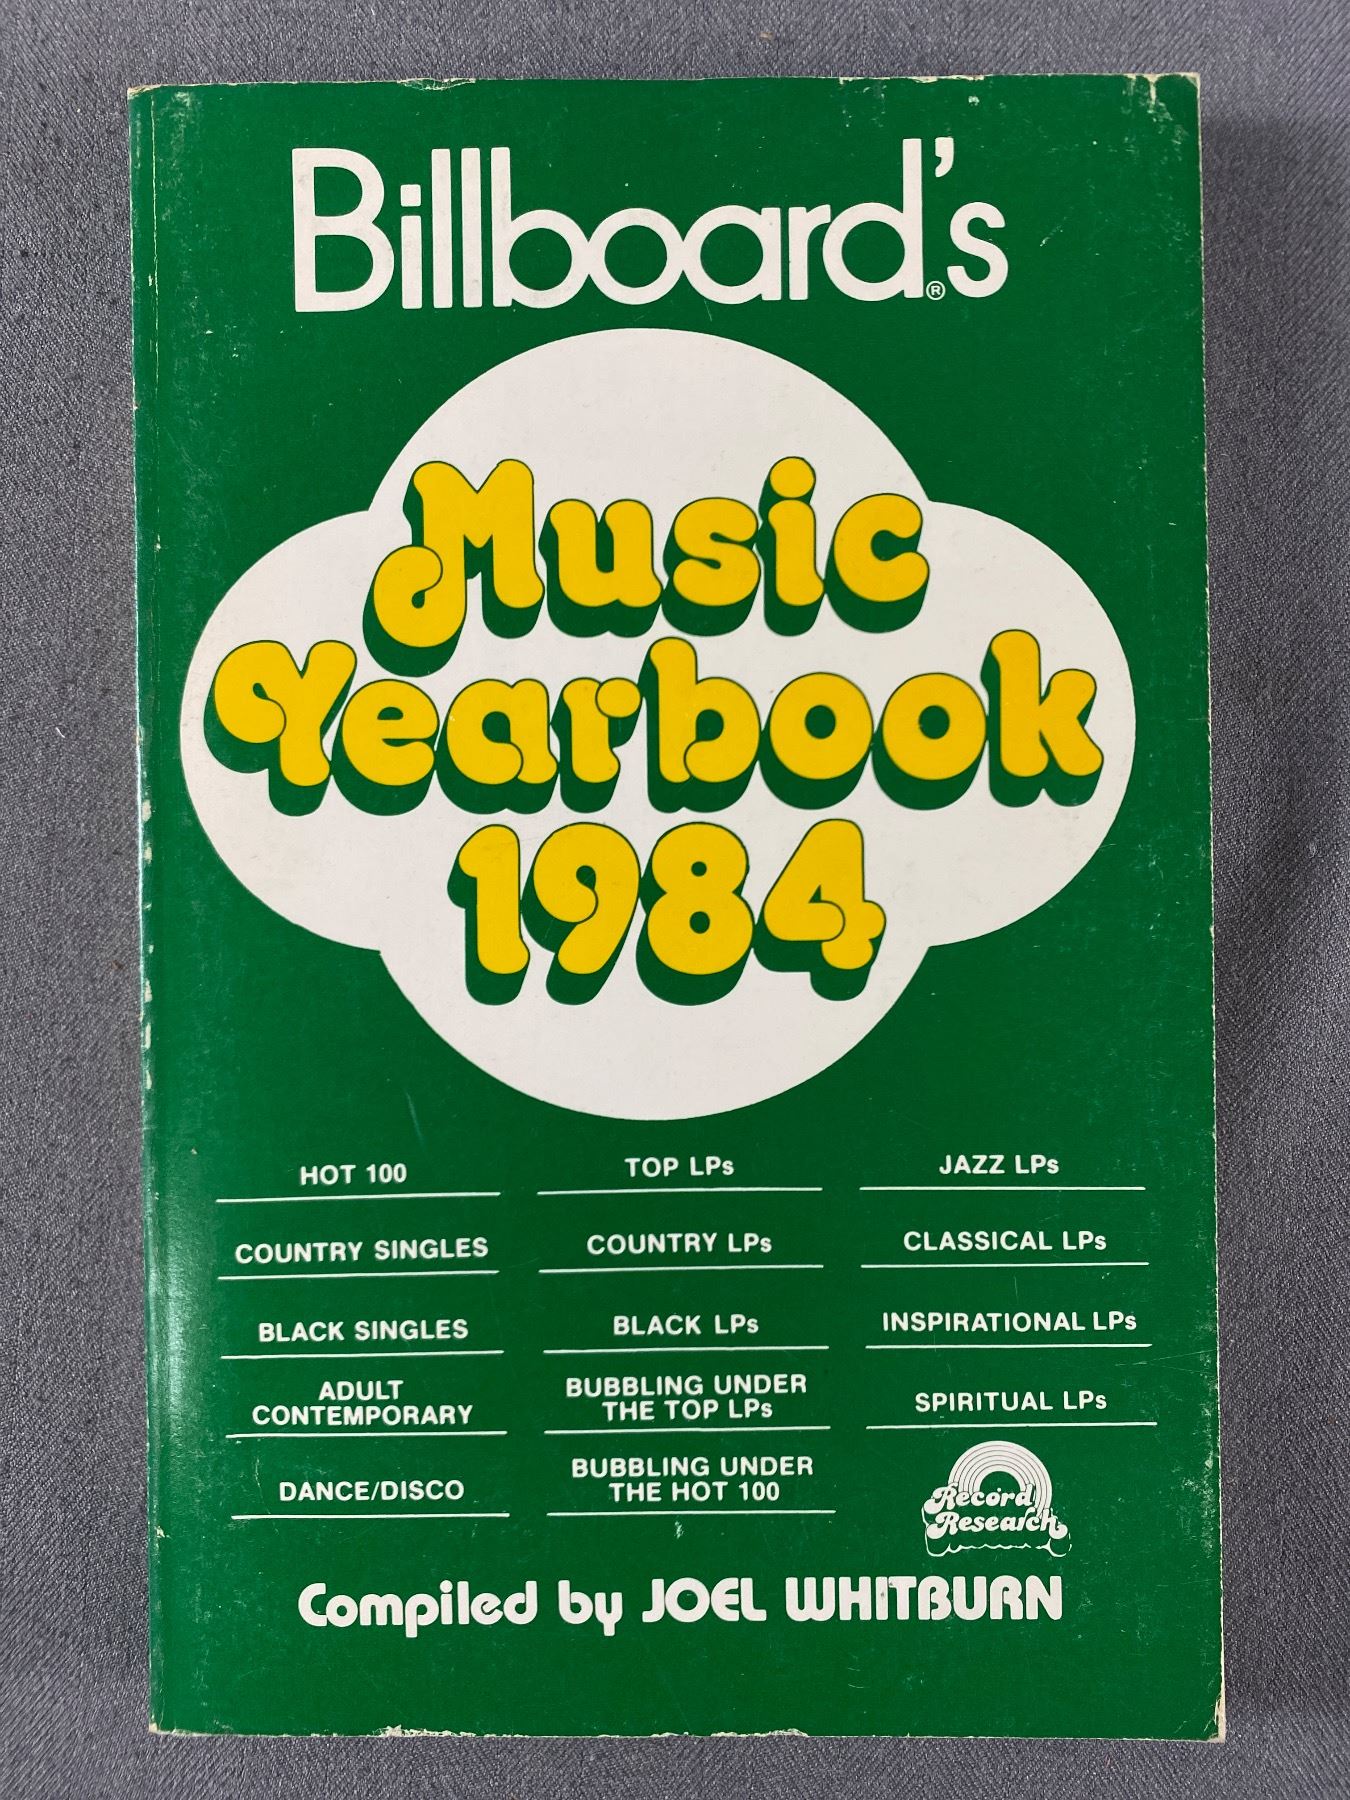 Billboard's®
Music
Yearbook
1984
HOT 100
TOP LPs
JAZZ LPs
COUNTRY SINGLES
COUNTRY LPs
CLASSICAL LPs
BLACK SINGLES
BLACK LPs
INSPIRATIONAL LPs
ADULT
CONTEMPORARY
BUBBLING UNDER
THE TOP LPs
SPIRITUAL LPs
DANCE/DISCO
BUBBLING UNDER
THE HOT 100
Record
Research
Compiled by JOEL WHITBURN